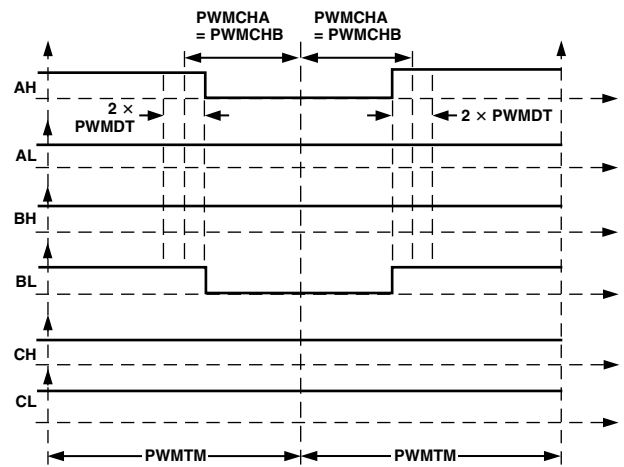 PWMCHA
= PWMCHB
PWMCHA
= PWMCHB
AH
2 ×
PWMDT
2 × PWMDT
AL
BH
BL
CH
CL
PWMTM
PWMTM